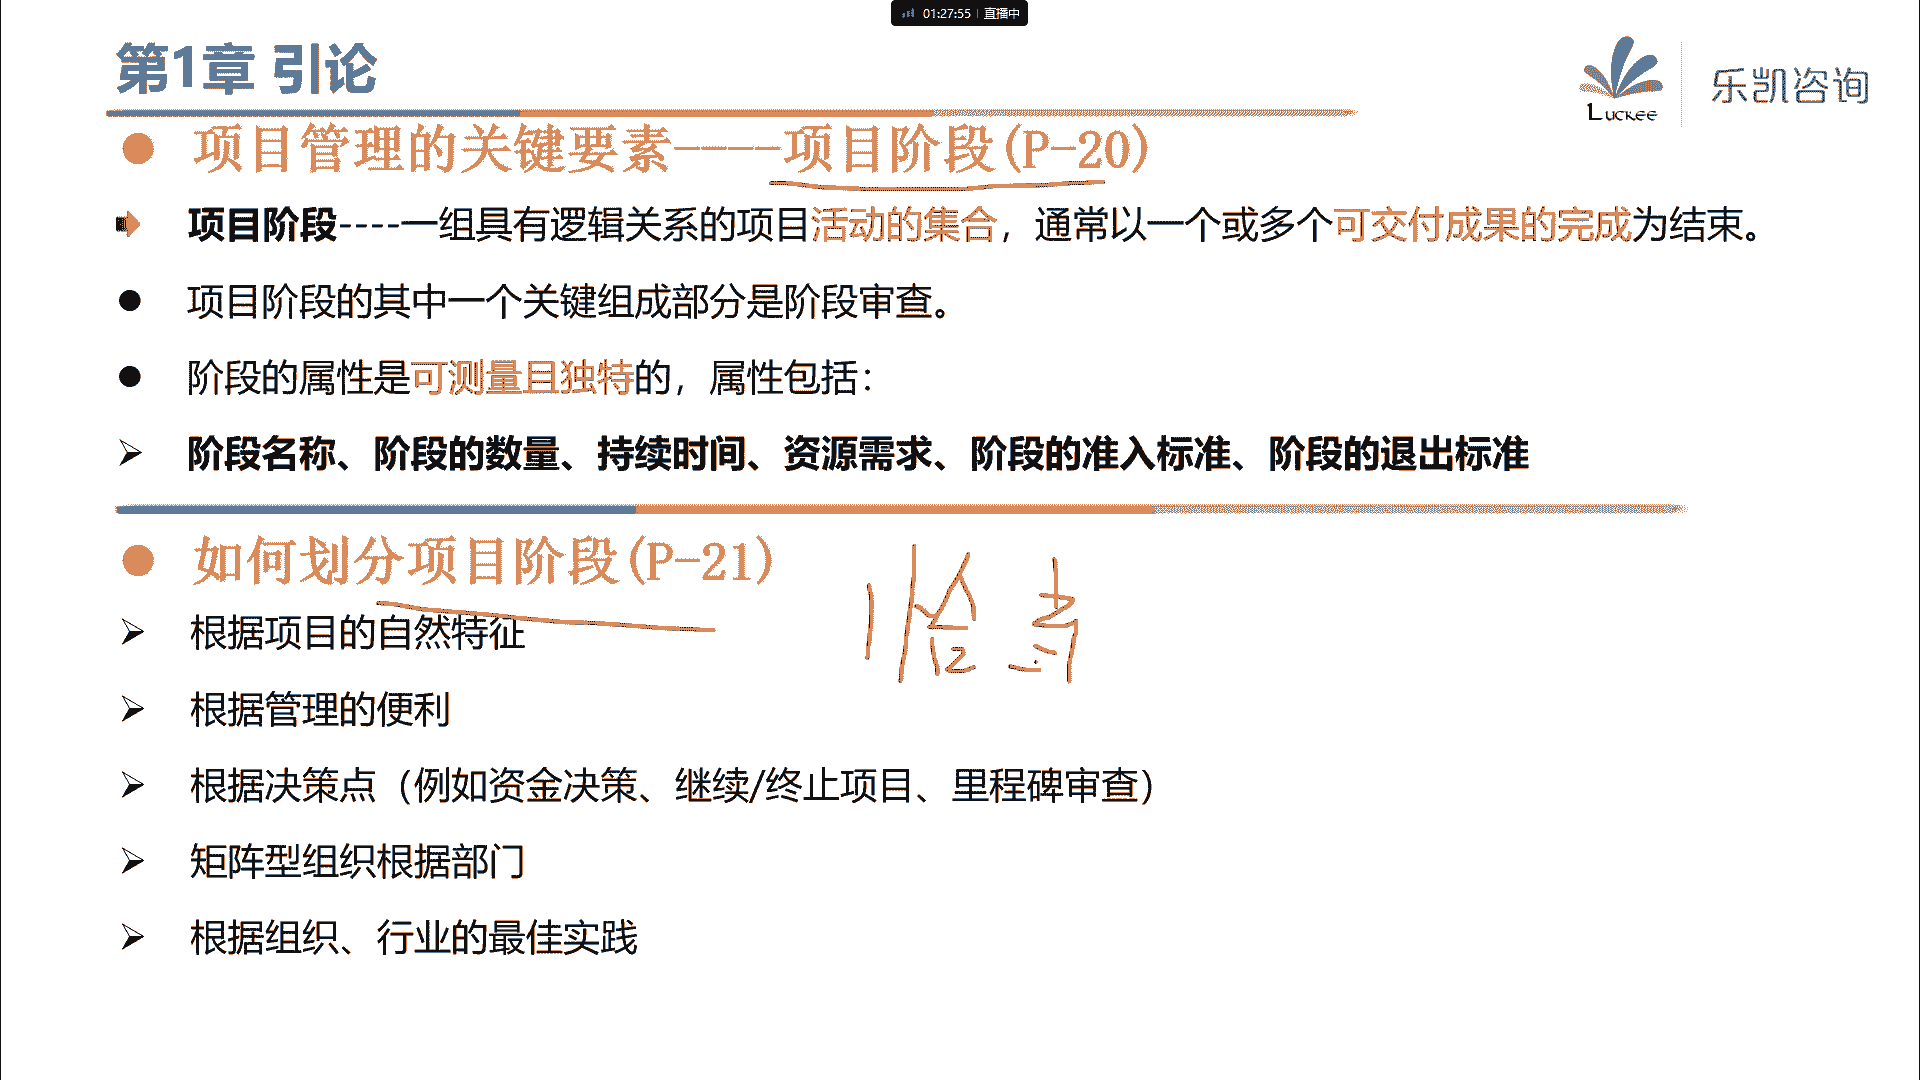 01:27:55 直播中
第1章 引论
Luckee 乐凯咨询
项目管理的关键要素----项目阶段(P-20)
项目阶段----一组具有逻辑关系的项目活动的集合，通常以一个或多个可交付成果的完成为结束。
项目阶段的其中一个关键组成部分是阶段审查。
阶段的属性是可测量且独特的，属性包括：
阶段名称、阶段的数量、持续时间、资源需求、阶段的准入标准、阶段的退出标准
如何划分项目阶段(P-21)
根据项目的自然特征
根据管理的便利
根据决策点（例如资金决策、继续/终止项目、里程碑审查）
矩阵型组织根据部门
根据组织、行业的最佳实践